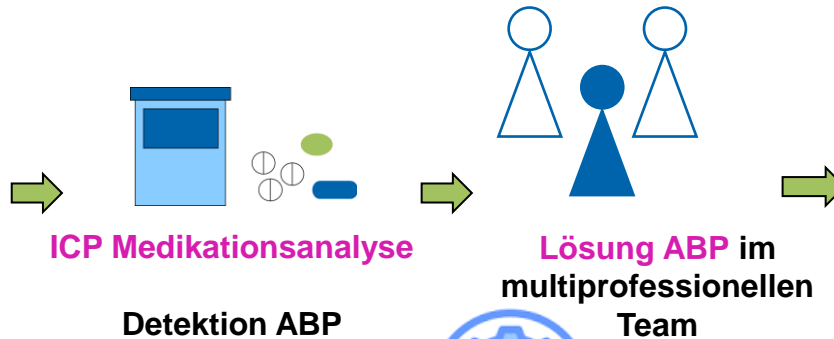 ICP Medikationsanalyse
Detektion ABP
Lösung ABP im
multiprofessionellen
Team